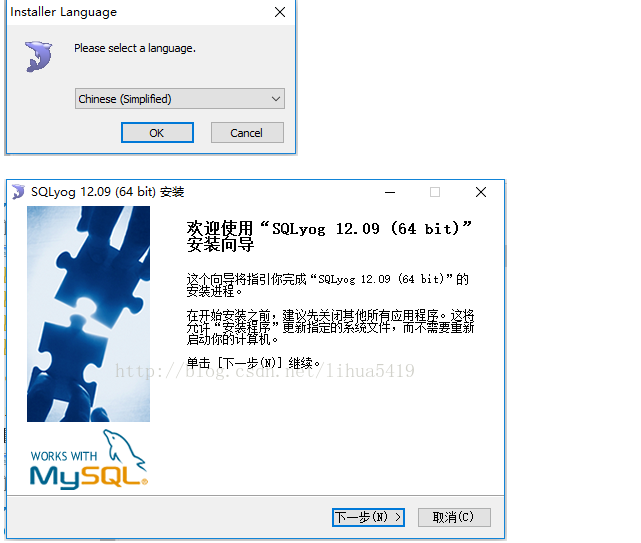 Installer Language
Please select a language.
Chinese (Simplified)
OK
Cancel
SQLyog 12.09 (64 bit) 安装
欢迎使用“SQLyog 12.09 (64 bit)”
安装向导
这个向导将指引你完成“SQLyog 12.09 (64 bit)”的
安装进程。
在开始安装之前，建议先关闭其他所有应用程序。这将
允许“安装程序”更新指定的系统文件，而不需要重新
启动你的计算机。
单击 [下一步(N)] 继续。
http://blog.csdn.net/lihua5419
WORKS WITH
MySQL®
下一步(N) >
取消(C)